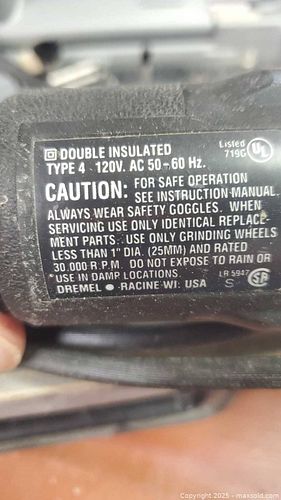 DOUBLE INSULATED
TYPE 4 120V. AC 50-60 Hz.
Listed
719G
UL
CAUTION: FOR SAFE OPERATION
SEE INSTRUCTION MANUAL.
ALWAYS WEAR SAFETY GOGGLES. WHEN
SERVICING USE ONLY IDENTICAL REPLACE-
MENT PARTS. USE ONLY GRINDING WHEELS
LESS THAN 1" DIA. (25MM) AND RATED
30,000 R.P.M. DO NOT EXPOSE TO RAIN OR
USE IN DAMP LOCATIONS.
LR 5947
DREMEL ● RACINE WI: USA
S
SA
Copyright 2025 - maxsold.com